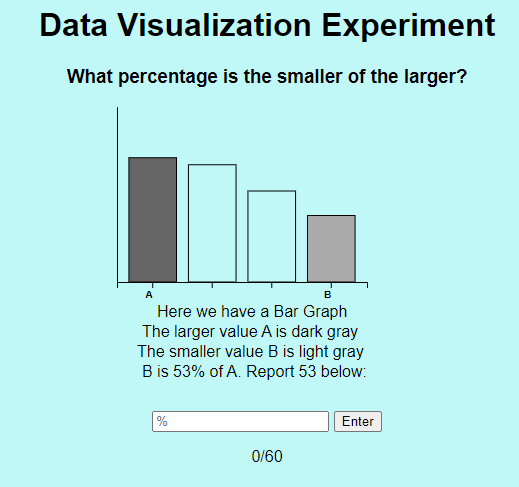 Data Visualization Experiment
What percentage is the smaller of the larger?
A B
Here we have a Bar Graph
The larger value A is dark gray
The smaller value B is light gray
B is 53% of A. Report 53 below:
% Enter
0/60